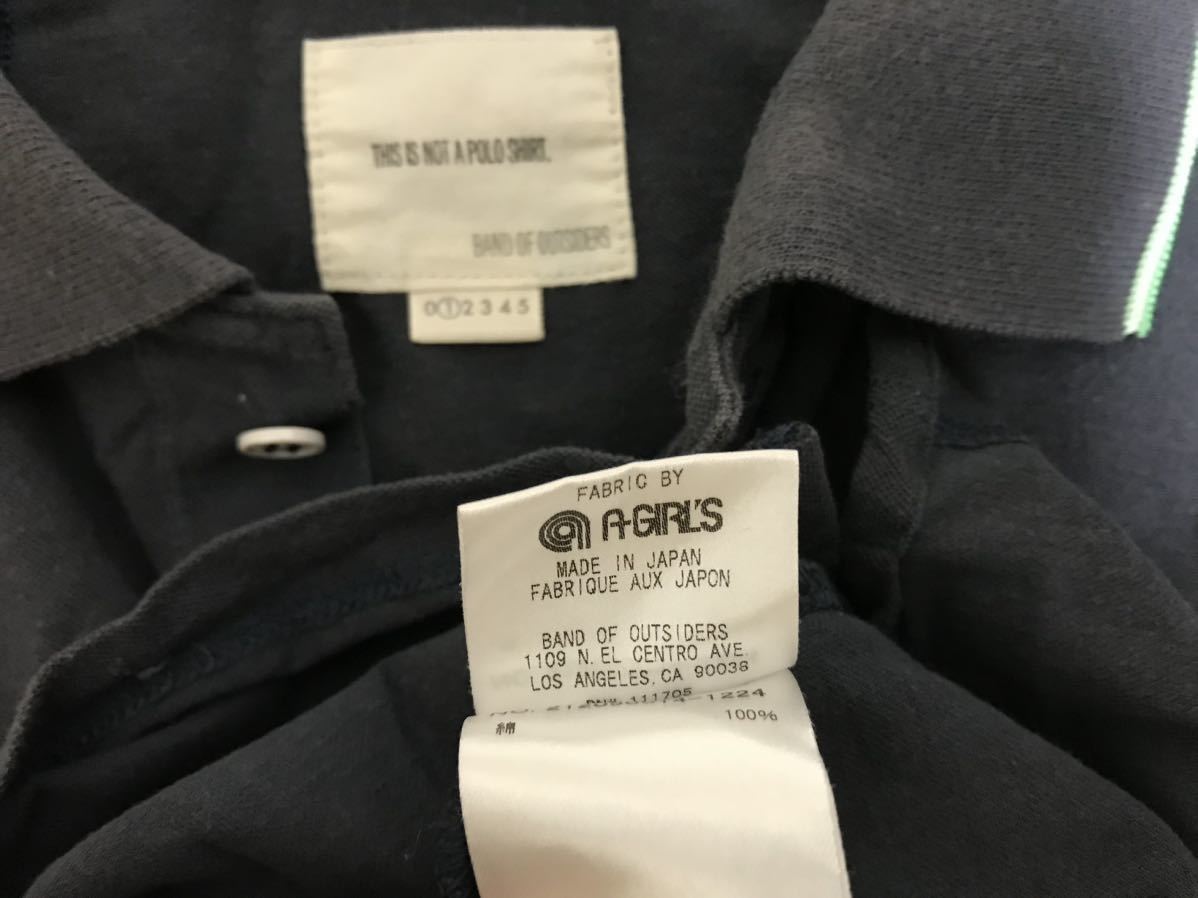 THIS IS NOT A POLO SHIRT.
BAND OF OUTSIDERS
0 1 2 3 4 5
FABRIC BY
A-GIRL'S
MADE IN JAPAN
FABRIQUE AUX JAPON
BAND OF OUTSIDERS
1109 N. EL CENTRO AVE.
LOS ANGELES, CA 90038
111705
綿 100%